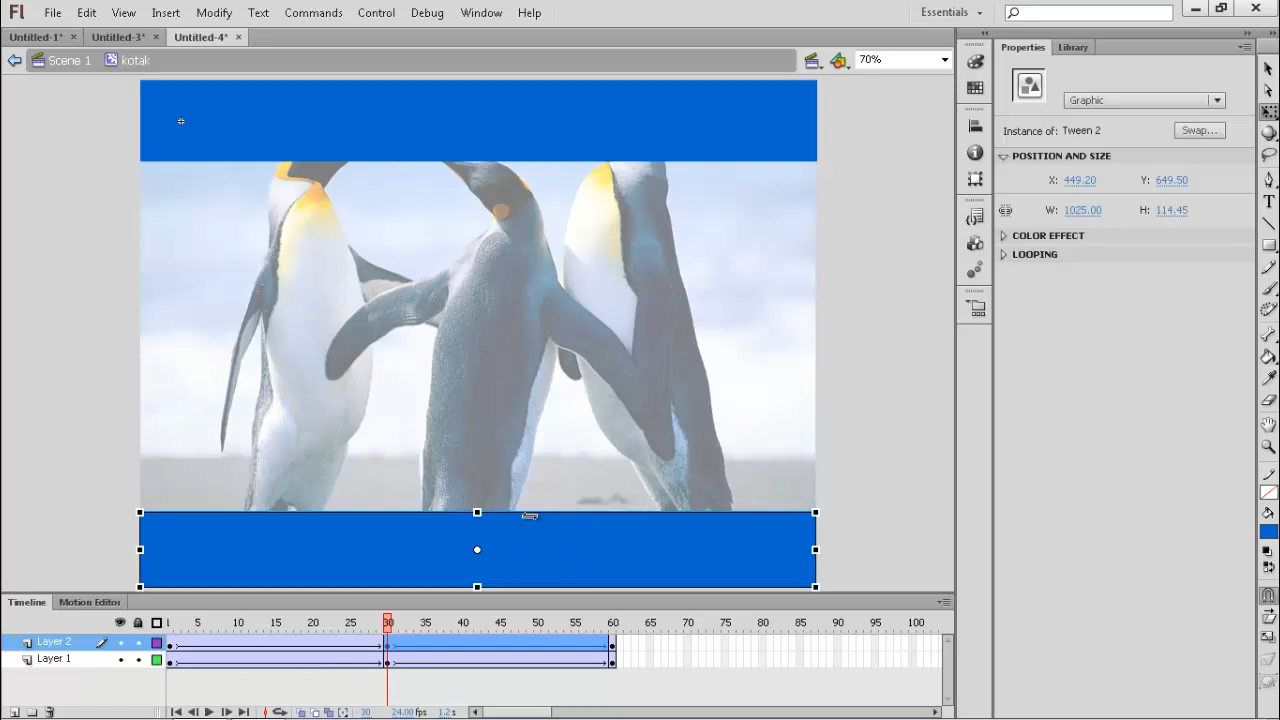 Fl File Edit View Insert Modify Text Commands Control Debug Window Help Essentials
Untitled-1* × Untitled-3* × Untitled-4* ×
Properties Library
Scene 1 kotak 70%
Graphic
Instance of: Tween 2 Swap...
POSITION AND SIZE
X: 449.20 Y: 649.50
W: 1025.00 H: 114.45
COLOR EFFECT
LOOPING
Timeline Motion Editor
1 5 10 15 20 25 30 35 40 45 50 55 60 65 70 75 80 85 90 95 100
Layer 2
Layer 1
30 24.00 fps 1.2 s